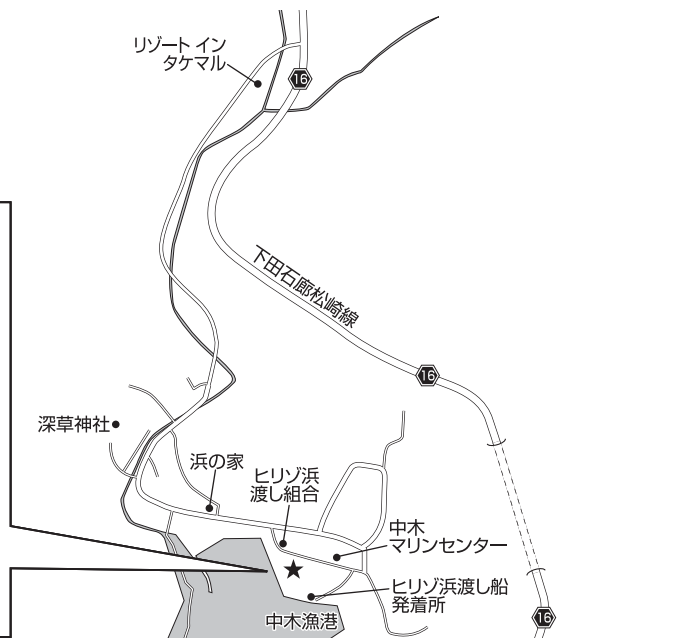 リゾート イン
タケマル
16
下田石廊松崎線
16
深草神社
浜の家
ヒリゾ浜
渡し組合
中木
マリンセンター
ヒリゾ浜渡し船
発着所
中木漁港
16